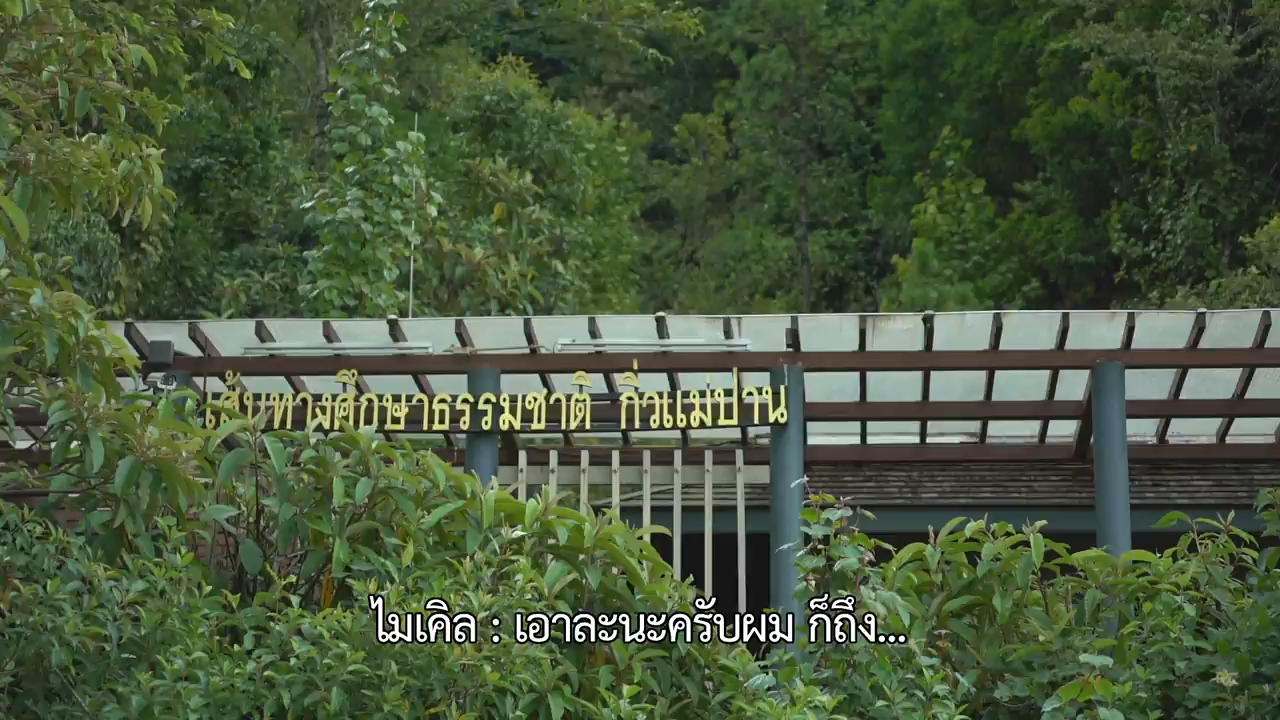 เส้นทางศึกษาธรรมชาติ กิ่วแม่ปาน
ไมเคิล : เอาละนะครับผม ก็ถึง...